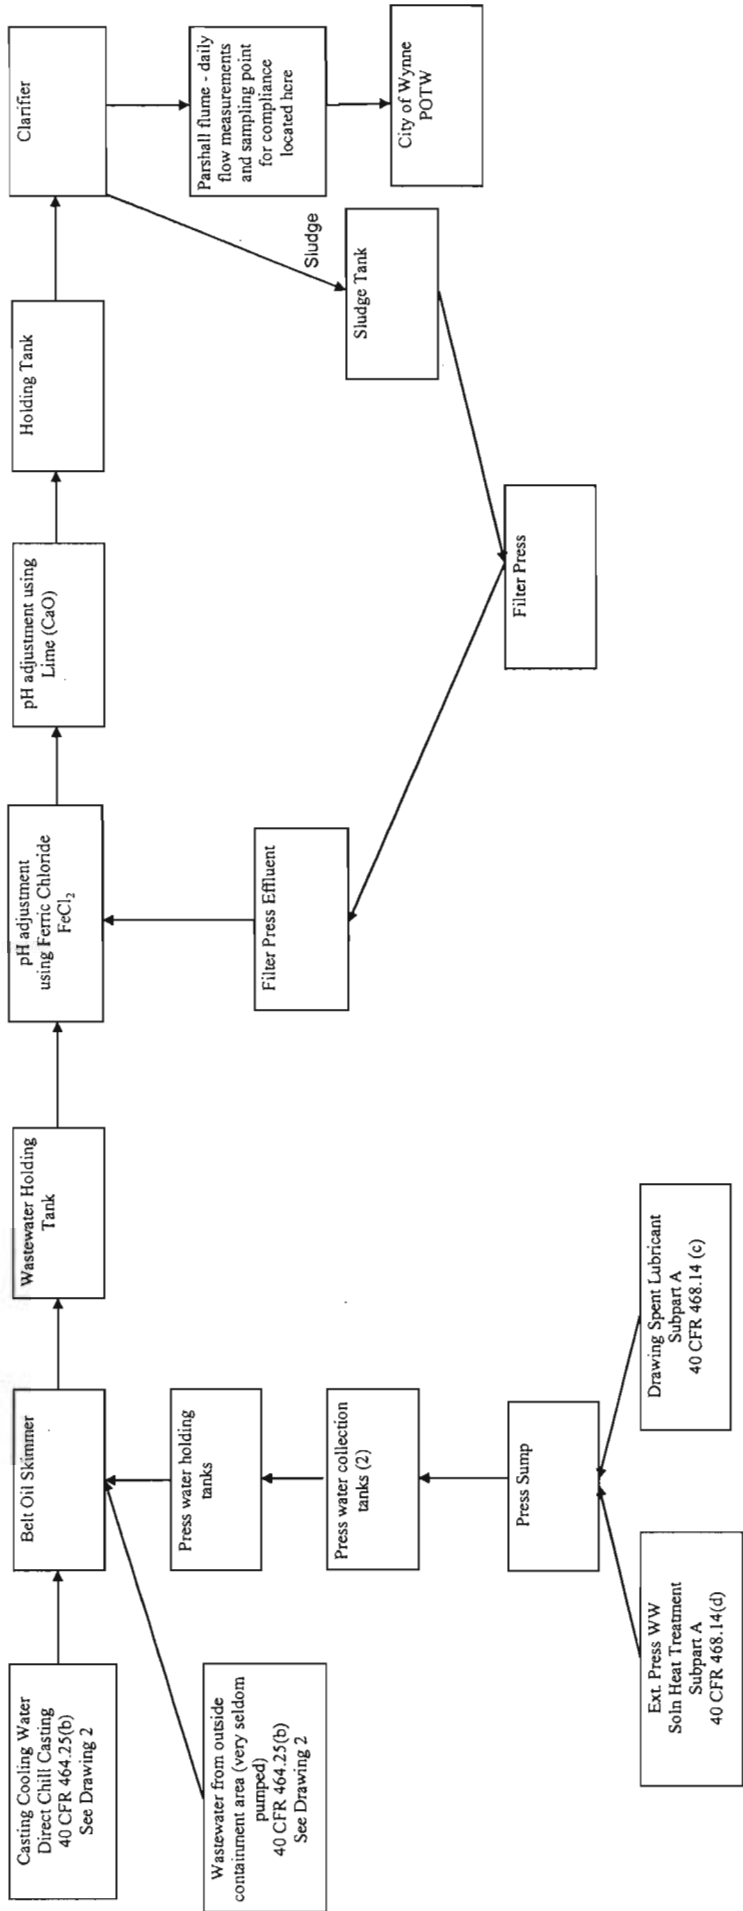 Casting Cooling Water
Direct Chill Casting
40 CFR 464.25(b)
See Drawing 2
Belt Oil Skimmer
Wastewater Holding
Tank
pH adjustment
using Ferric Chloride
FeCl₂
pH adjustment using
Lime (CaO)
Holding Tank
Clarifier
Wastewater from outside
containment area (very seldom
pumped)
40 CFR 464.25(b)
See Drawing 2
Press water holding
tanks
Filter Press Effluent
Parshall flume - daily
flow measurements
and sampling point
for compliance
located here
Sludge
Press water collection
tanks (2)
Sludge Tank
City of Wynne
POTW
Press Sump
Filter Press
Ext. Press WW
Soln Heat Treatment
Subpart A
40 CFR 468.14(d)
Drawing Spent Lubricant
Subpart A
40 CFR 468.14 (c)